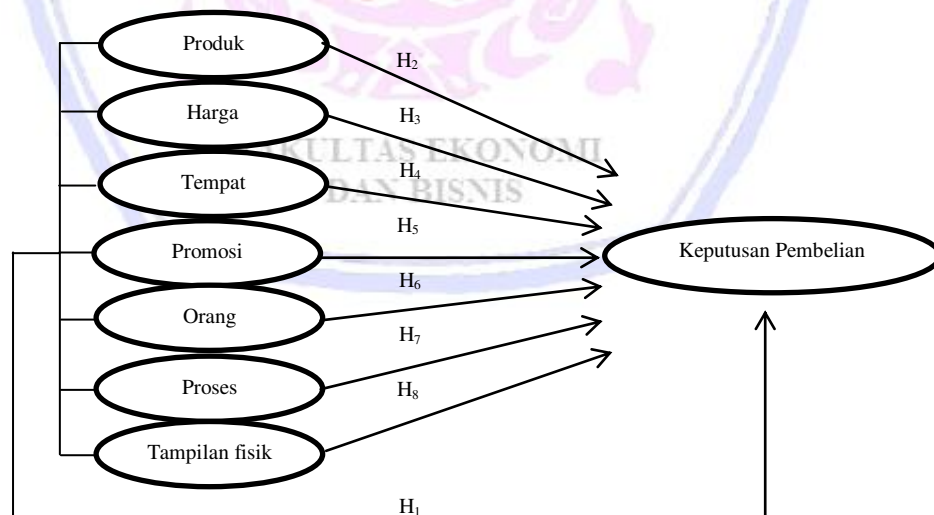 Produk
H₂
Harga
H₃
FAKULTAS EKONOMI
H₄
Tempat
DAN BISNIS
H₅
Promosi
Keputusan Pembelian
H₆
Orang
H₇
Proses
H₈
Tampilan fisik
H₁